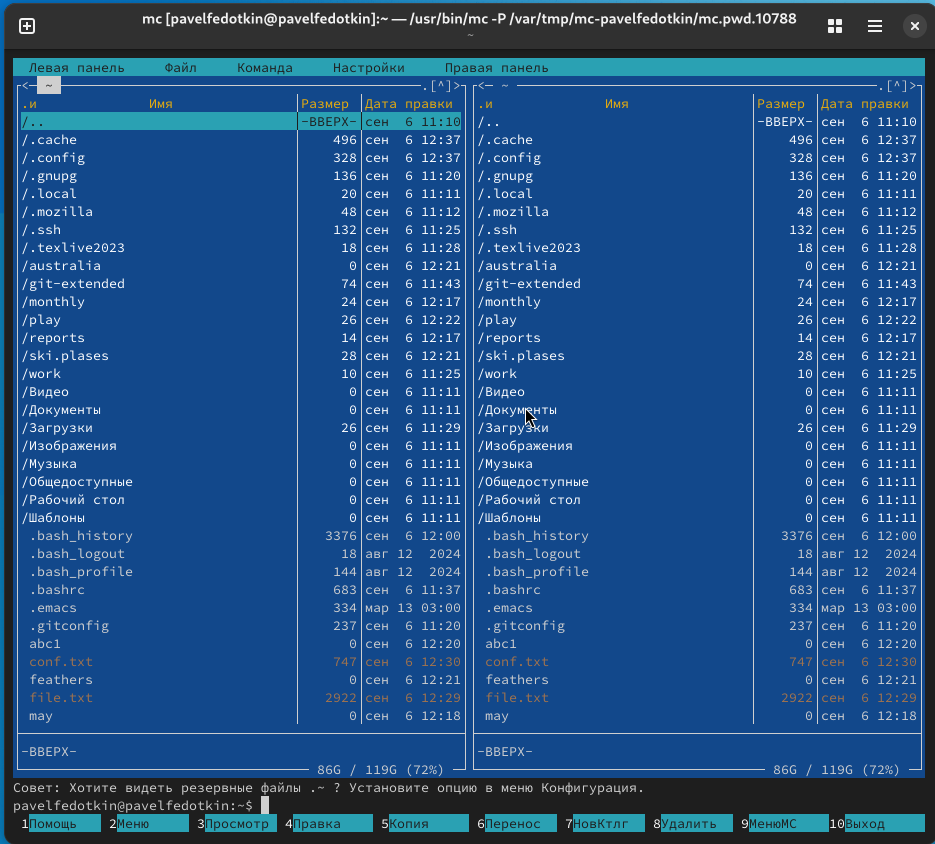 mc [pavelfedotkin@pavelfedotkin]:~ — /usr/bin/mc -P /var/tmp/mc-pavelfedotkin/mc.pwd.10788
~
Левая панель Файл Команда Настройки Правая панель
<─ ~ .[^]> <─ ~ .[^]>
.и Имя Размер Дата правки .и Имя Размер Дата правки
/.. -ВВЕРХ- сен 6 11:10 /.. -ВВЕРХ- сен 6 11:10
/.cache 496 сен 6 12:37 /.cache 496 сен 6 12:37
/.config 328 сен 6 12:37 /.config 328 сен 6 12:37
/.gnupg 136 сен 6 11:20 /.gnupg 136 сен 6 11:20
/.local 20 сен 6 11:11 /.local 20 сен 6 11:11
/.mozilla 48 сен 6 11:12 /.mozilla 48 сен 6 11:12
/.ssh 132 сен 6 11:25 /.ssh 132 сен 6 11:25
/.texlive2023 18 сен 6 11:28 /.texlive2023 18 сен 6 11:28
/australia 0 сен 6 12:21 /australia 0 сен 6 12:21
/git-extended 74 сен 6 11:43 /git-extended 74 сен 6 11:43
/monthly 24 сен 6 12:17 /monthly 24 сен 6 12:17
/play 26 сен 6 12:22 /play 26 сен 6 12:22
/reports 14 сен 6 12:17 /reports 14 сен 6 12:17
/ski.plases 28 сен 6 12:21 /ski.plases 28 сен 6 12:21
/work 10 сен 6 11:25 /work 10 сен 6 11:25
/Видео 0 сен 6 11:11 /Видео 0 сен 6 11:11
/Документы 0 сен 6 11:11 /Документы 0 сен 6 11:11
/Загрузки 26 сен 6 11:29 /Загрузки 26 сен 6 11:29
/Изображения 0 сен 6 11:11 /Изображения 0 сен 6 11:11
/Музыка 0 сен 6 11:11 /Музыка 0 сен 6 11:11
/Общедоступные 0 сен 6 11:11 /Общедоступные 0 сен 6 11:11
/Рабочий стол 0 сен 6 11:11 /Рабочий стол 0 сен 6 11:11
/Шаблоны 0 сен 6 11:11 /Шаблоны 0 сен 6 11:11
.bash_history 3376 сен 6 12:00 .bash_history 3376 сен 6 12:00
.bash_logout 18 авг 12 2024 .bash_logout 18 авг 12 2024
.bash_profile 144 авг 12 2024 .bash_profile 144 авг 12 2024
.bashrc 683 сен 6 11:37 .bashrc 683 сен 6 11:37
.emacs 334 мар 13 03:00 .emacs 334 мар 13 03:00
.gitconfig 237 сен 6 11:20 .gitconfig 237 сен 6 11:20
abc1 0 сен 6 12:20 abc1 0 сен 6 12:20
conf.txt 747 сен 6 12:30 conf.txt 747 сен 6 12:30
feathers 0 сен 6 12:21 feathers 0 сен 6 12:21
file.txt 2922 сен 6 12:29 file.txt 2922 сен 6 12:29
may 0 сен 6 12:18 may 0 сен 6 12:18
-ВВЕРХ- -ВВЕРХ-
86G / 119G (72%) 86G / 119G (72%)
Совет: Хотите видеть резервные файлы .~ ? Установите опцию в меню Конфигурация.
pavelfedotkin@pavelfedotkin:~$
1Помощь 2Меню 3Просмотр 4Правка 5Копия 6Перенос 7НовКтлг 8Удалить 9МенюMC 10Выход